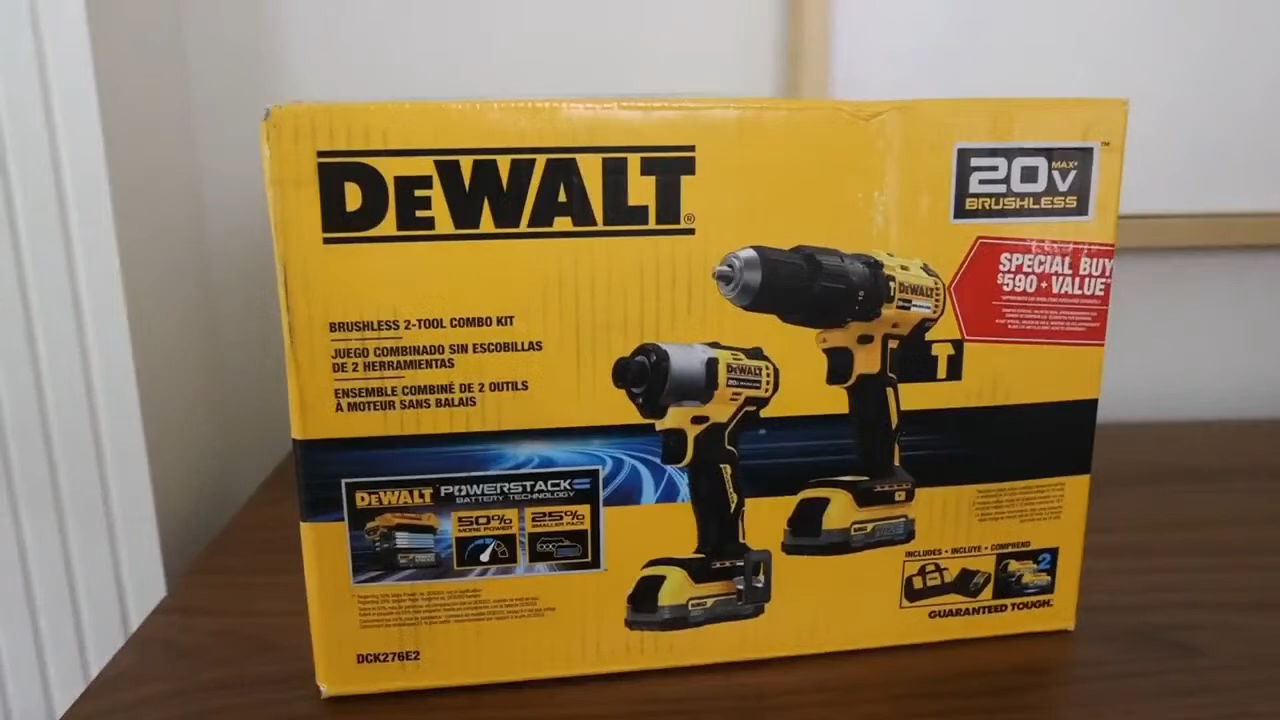 DEWALT®
20V MAX*
BRUSHLESS
™
SPECIAL BUY
$590 + VALUE*
BRUSHLESS 2-TOOL COMBO KIT
JUEGO COMBINADO SIN ESCOBILLAS
DE 2 HERRAMIENTAS
ENSEMBLE COMBINÉ DE 2 OUTILS
À MOTEUR SANS BALAIS
DEWALT
DEWALT
DEWALT POWERSTACK
BATTERY TECHNOLOGY
50%
MORE POWER
25%
SMALLER PACK
INCLUDES • INCLUYE • COMPREND
2
GUARANTEED TOUGH.
DCK276E2